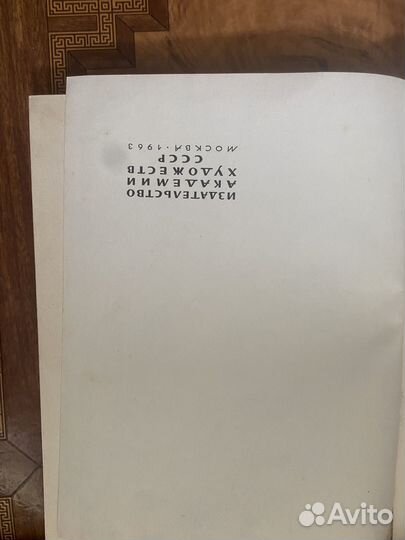 ИЗДАТЕЛЬСТВО
АКАДЕМИИ
ХУДОЖЕСТВ
СССР
МОСКВА · 1963
Avito